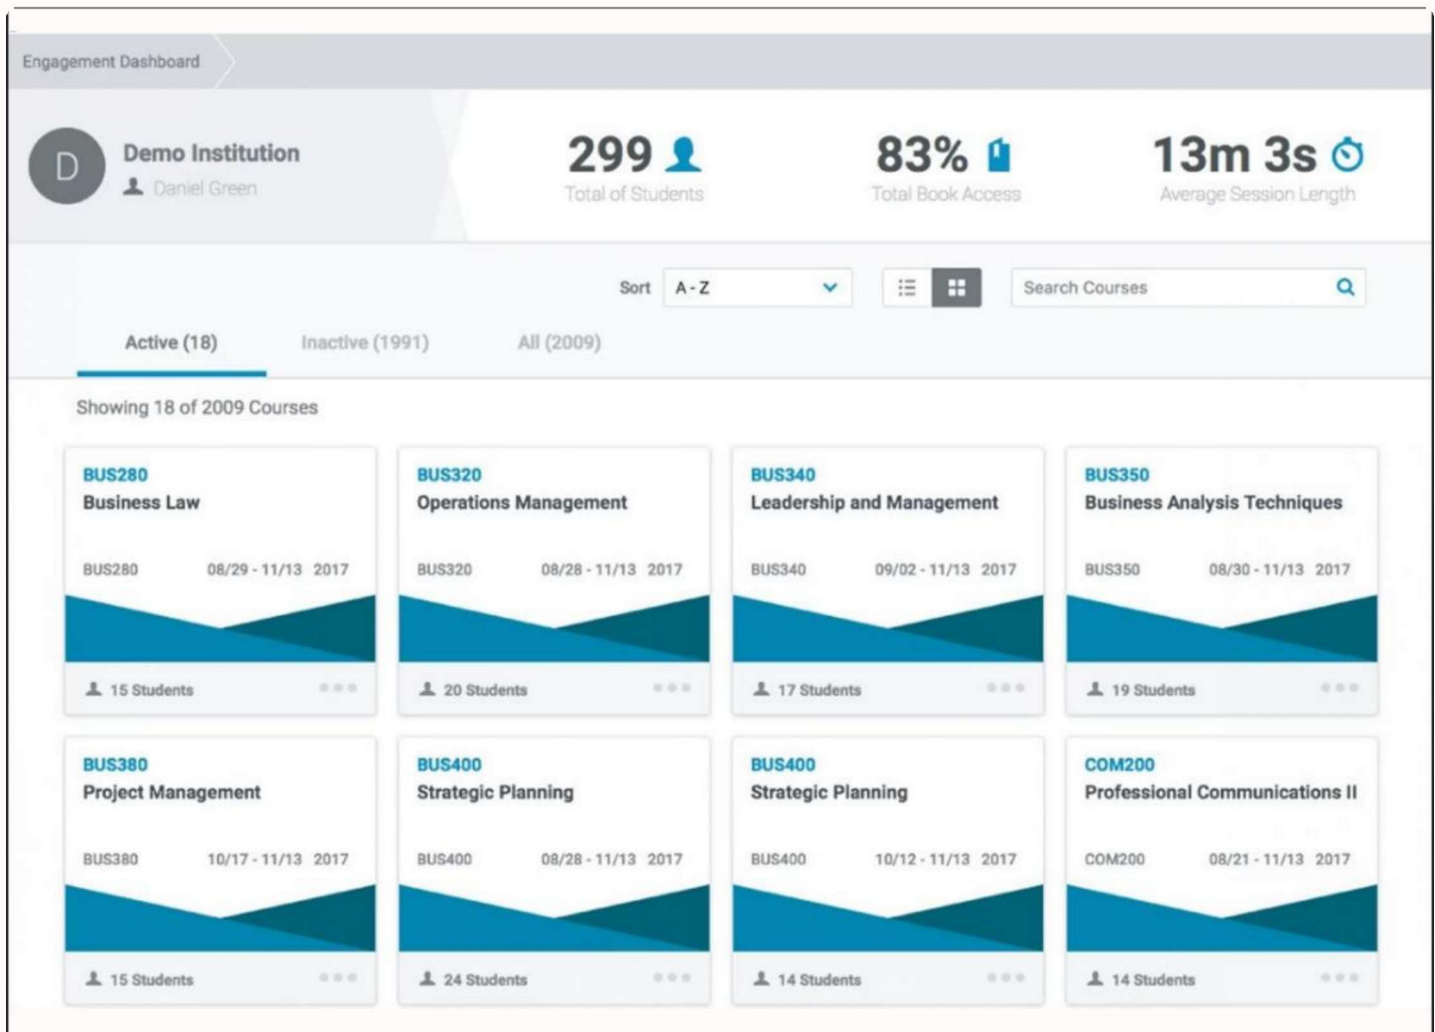 Engagement Dashboard
D
Demo Institution
Daniel Green
299
Total of Students
83%
Total Book Access
13m 3s
Average Session Length
Sort
A - Z
Search Courses
Active (18)
Inactive (1991)
All (2009)
Showing 18 of 2009 Courses
BUS280
Business Law
BUS280 08/29 - 11/13 2017
15 Students
BUS320
Operations Management
BUS320 08/28 - 11/13 2017
20 Students
BUS340
Leadership and Management
BUS340 09/02 - 11/13 2017
17 Students
BUS350
Business Analysis Techniques
BUS350 08/30 - 11/13 2017
19 Students
BUS380
Project Management
BUS380 10/17 - 11/13 2017
15 Students
BUS400
Strategic Planning
BUS400 08/28 - 11/13 2017
24 Students
BUS400
Strategic Planning
BUS400 10/12 - 11/13 2017
14 Students
COM200
Professional Communications II
COM200 08/21 - 11/13 2017
14 Students